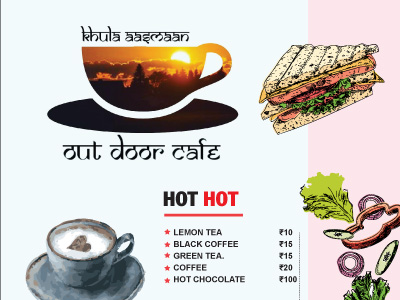 khula aasmaan
out door cafe
HOT HOT
★ LEMON TEA ₹10
★ BLACK COFFEE ₹15
★ GREEN TEA. ₹15
★ COFFEE ₹20
★ HOT CHOCOLATE ₹100